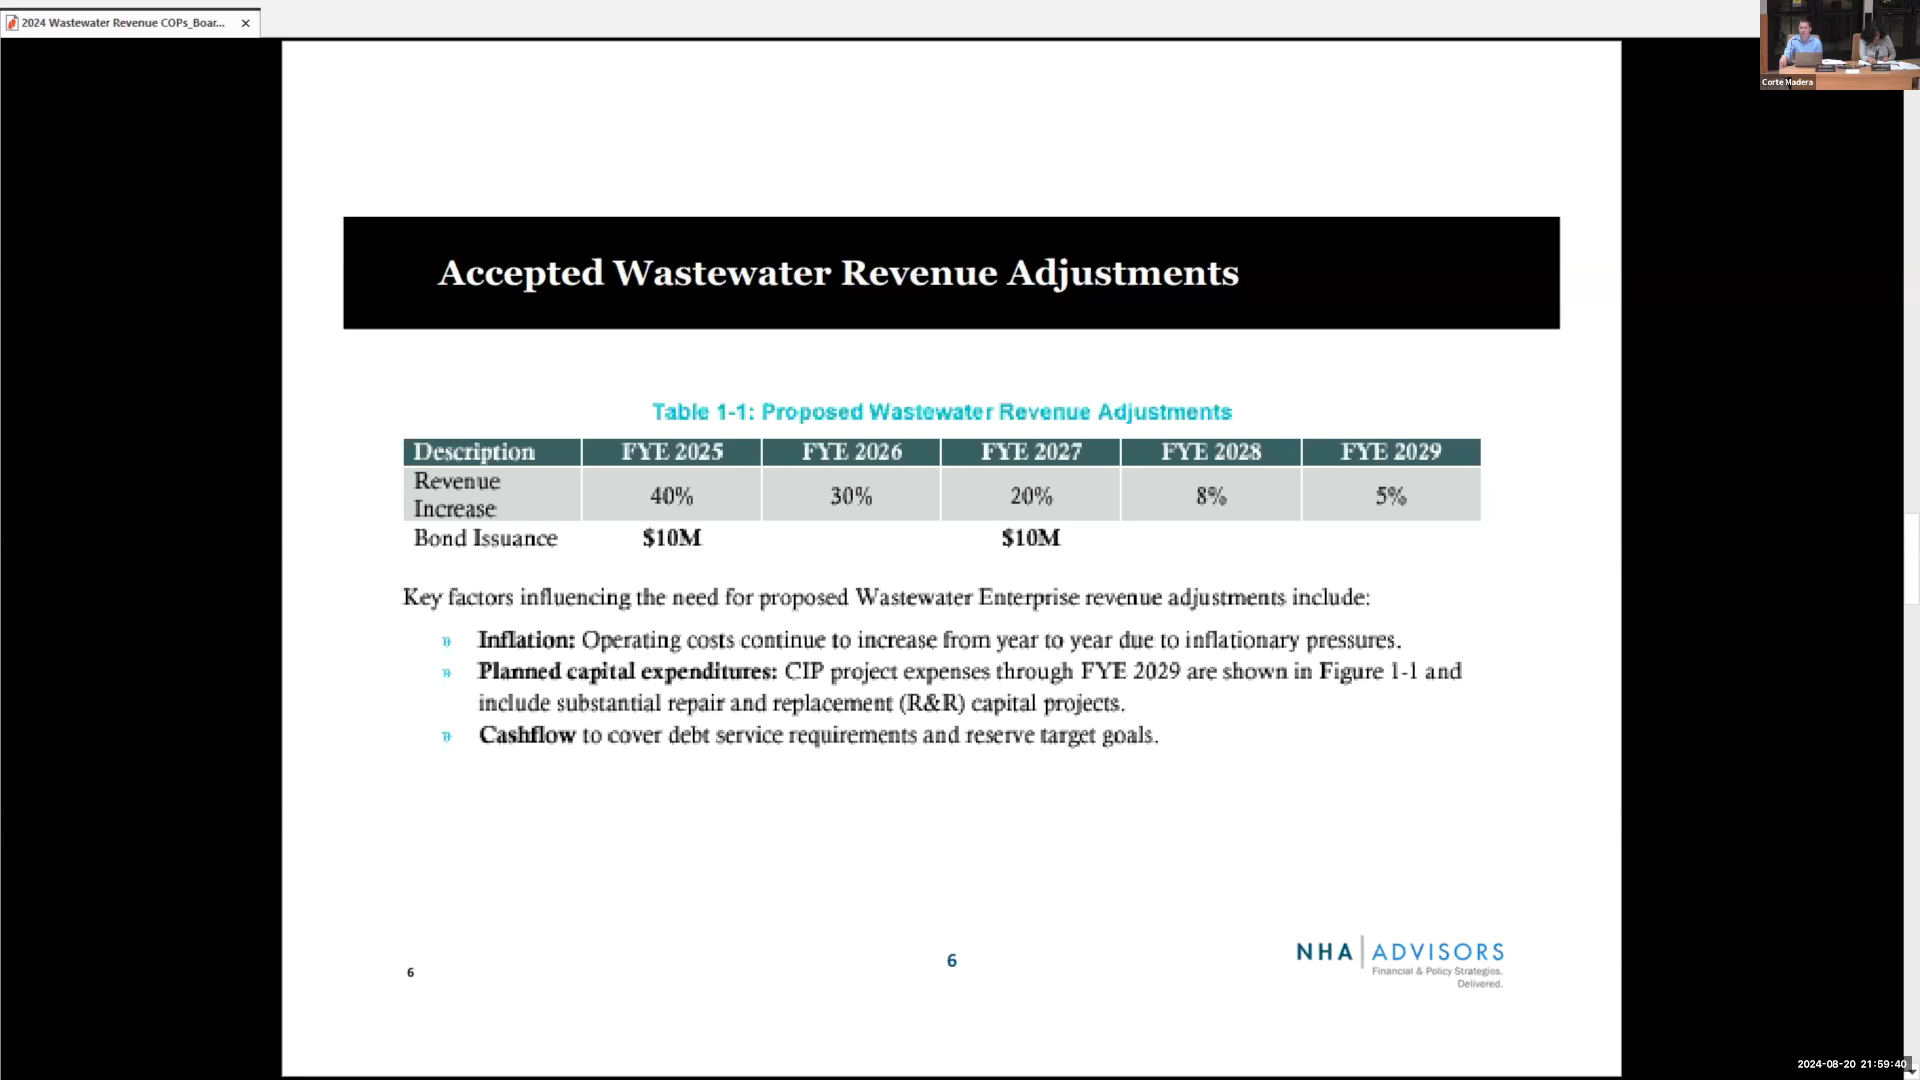 2024 Wastewater Revenue COPs_Boar...
Corte Madera
Accepted Wastewater Revenue Adjustments
Table 1-1: Proposed Wastewater Revenue Adjustments
Description FYE 2025 FYE 2026 FYE 2027 FYE 2028 FYE 2029
Revenue
Increase 40% 30% 20% 8% 5%
Bond Issuance $10M $10M
Key factors influencing the need for proposed Wastewater Enterprise revenue adjustments include:
» Inflation: Operating costs continue to increase from year to year due to inflationary pressures.
» Planned capital expenditures: CIP project expenses through FYE 2029 are shown in Figure 1-1 and
include substantial repair and replacement (R&R) capital projects.
» Cashflow to cover debt service requirements and reserve target goals.
6
6
NHA | ADVISORS
Financial & Policy Strategies.
Delivered.
2024-08-20 21:59:40